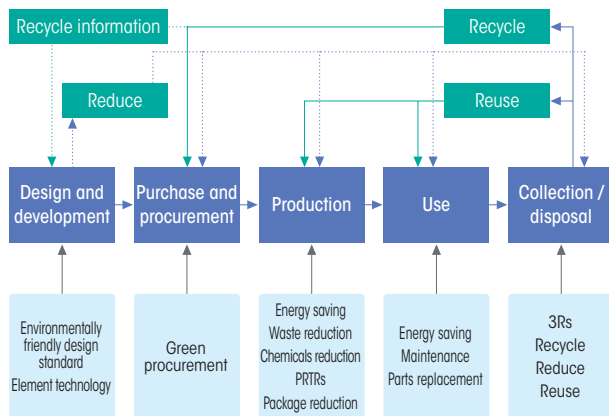 Recycle information
Recycle
Reduce
Reuse
Design and
development
Purchase and
procurement
Production
Use
Collection /
disposal
Environmentally
friendly design
standard
Element technology
Green
procurement
Energy saving
Waste reduction
Chemicals reduction
PRTRs
Package reduction
Energy saving
Maintenance
Parts replacement
3Rs
Recycle
Reduce
Reuse